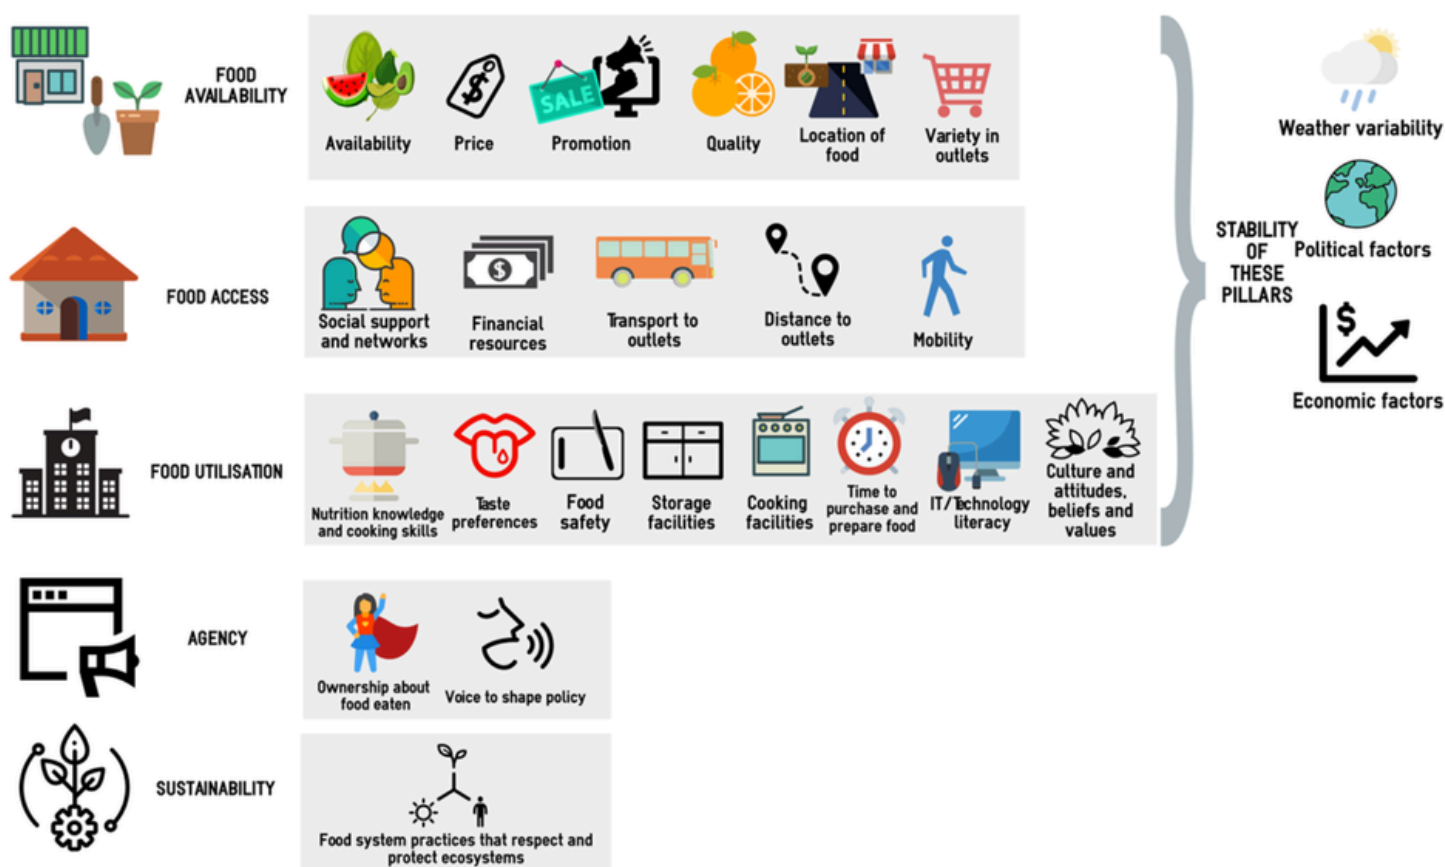 FOOD
AVAILABILITY
$
SALE
Availability
Price
Promotion
Quality
Location of
food
Variety in
outlets
FOOD ACCESS
$
Social support
and networks
Financial
resources
Transport to
outlets
Distance to
outlets
Mobility
FOOD UTILISATION
Nutrition knowledge
and cooking skills
Taste
preferences
Food
safety
Storage
facilities
Cooking
facilities
Time to
purchase and
prepare food
IT/Technology
literacy
Culture and
attitudes,
beliefs and
values
STABILITY
OF
THESE
PILLARS
Weather variability
Political factors
$
Economic factors
AGENCY
Ownership about
food eaten
Voice to shape policy
SUSTAINABILITY
Food system practices that respect and
protect ecosystems